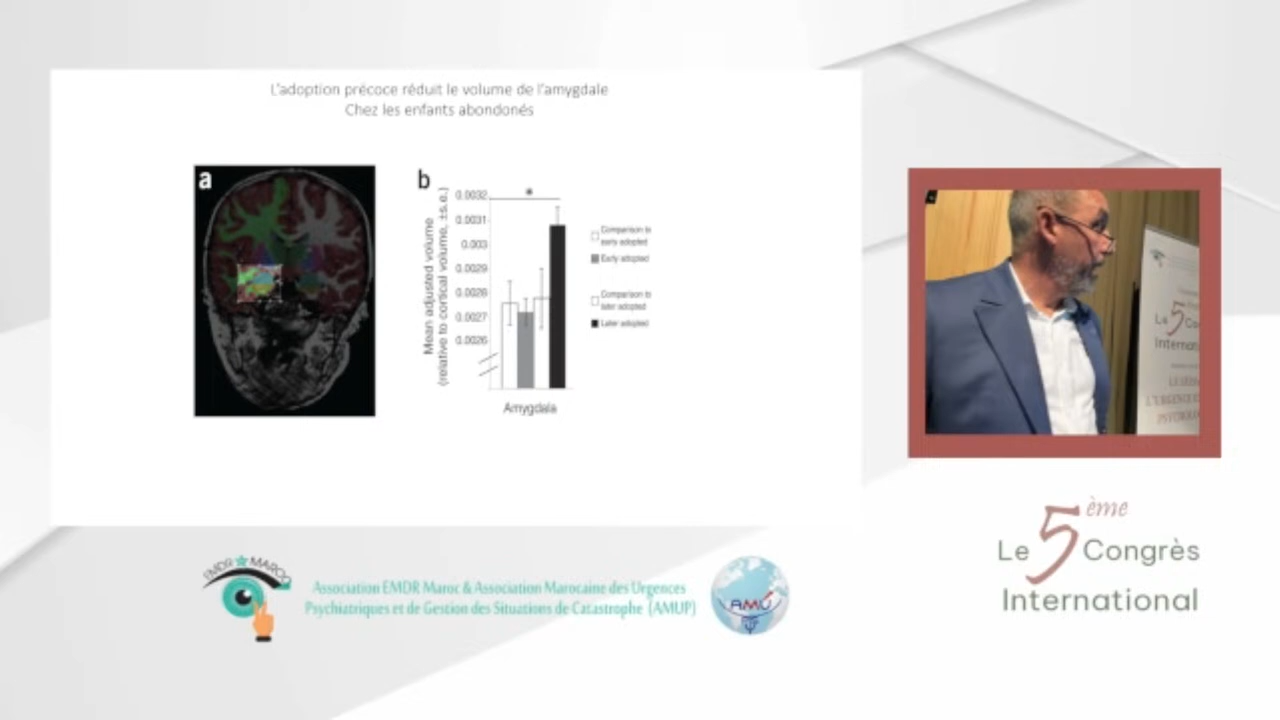 L'adoption précoce réduit le volume de l'amygdale
Chez les enfants abondonés
a
b
Mean adjusted volume
(relative to cortical volume, ±s.e.)
0.0032
0.0031
0.003
0.0029
0.0028
0.0027
0.0026
*
Amygdala
Comparison to
early adopted
Early adopted
Comparison to
later adopted
Later adopted
5
International
EMDR MAROC
Association EMDR Maroc & Association Marocaine des Urgences
Psychiatriques et de Gestion des Situations de Catastrophe (AMUP)
AMU
Le 5ème Congrès
International